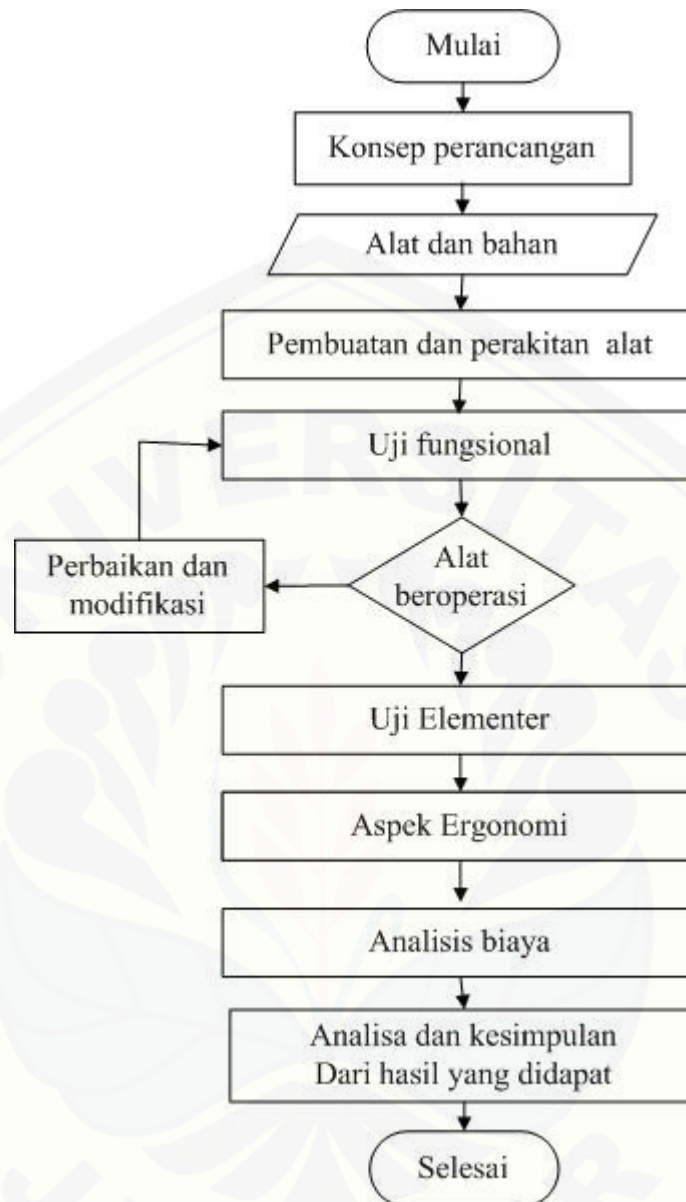 Mulai
Konsep perancangan
Alat dan bahan
Pembuatan dan perakitan alat
Uji fungsional
Alat
beroperasi
Perbaikan dan
modifikasi
Uji Elementer
Aspek Ergonomi
Analisis biaya
Analisa dan kesimpulan
Dari hasil yang didapat
Selesai
UNIVERSITAS